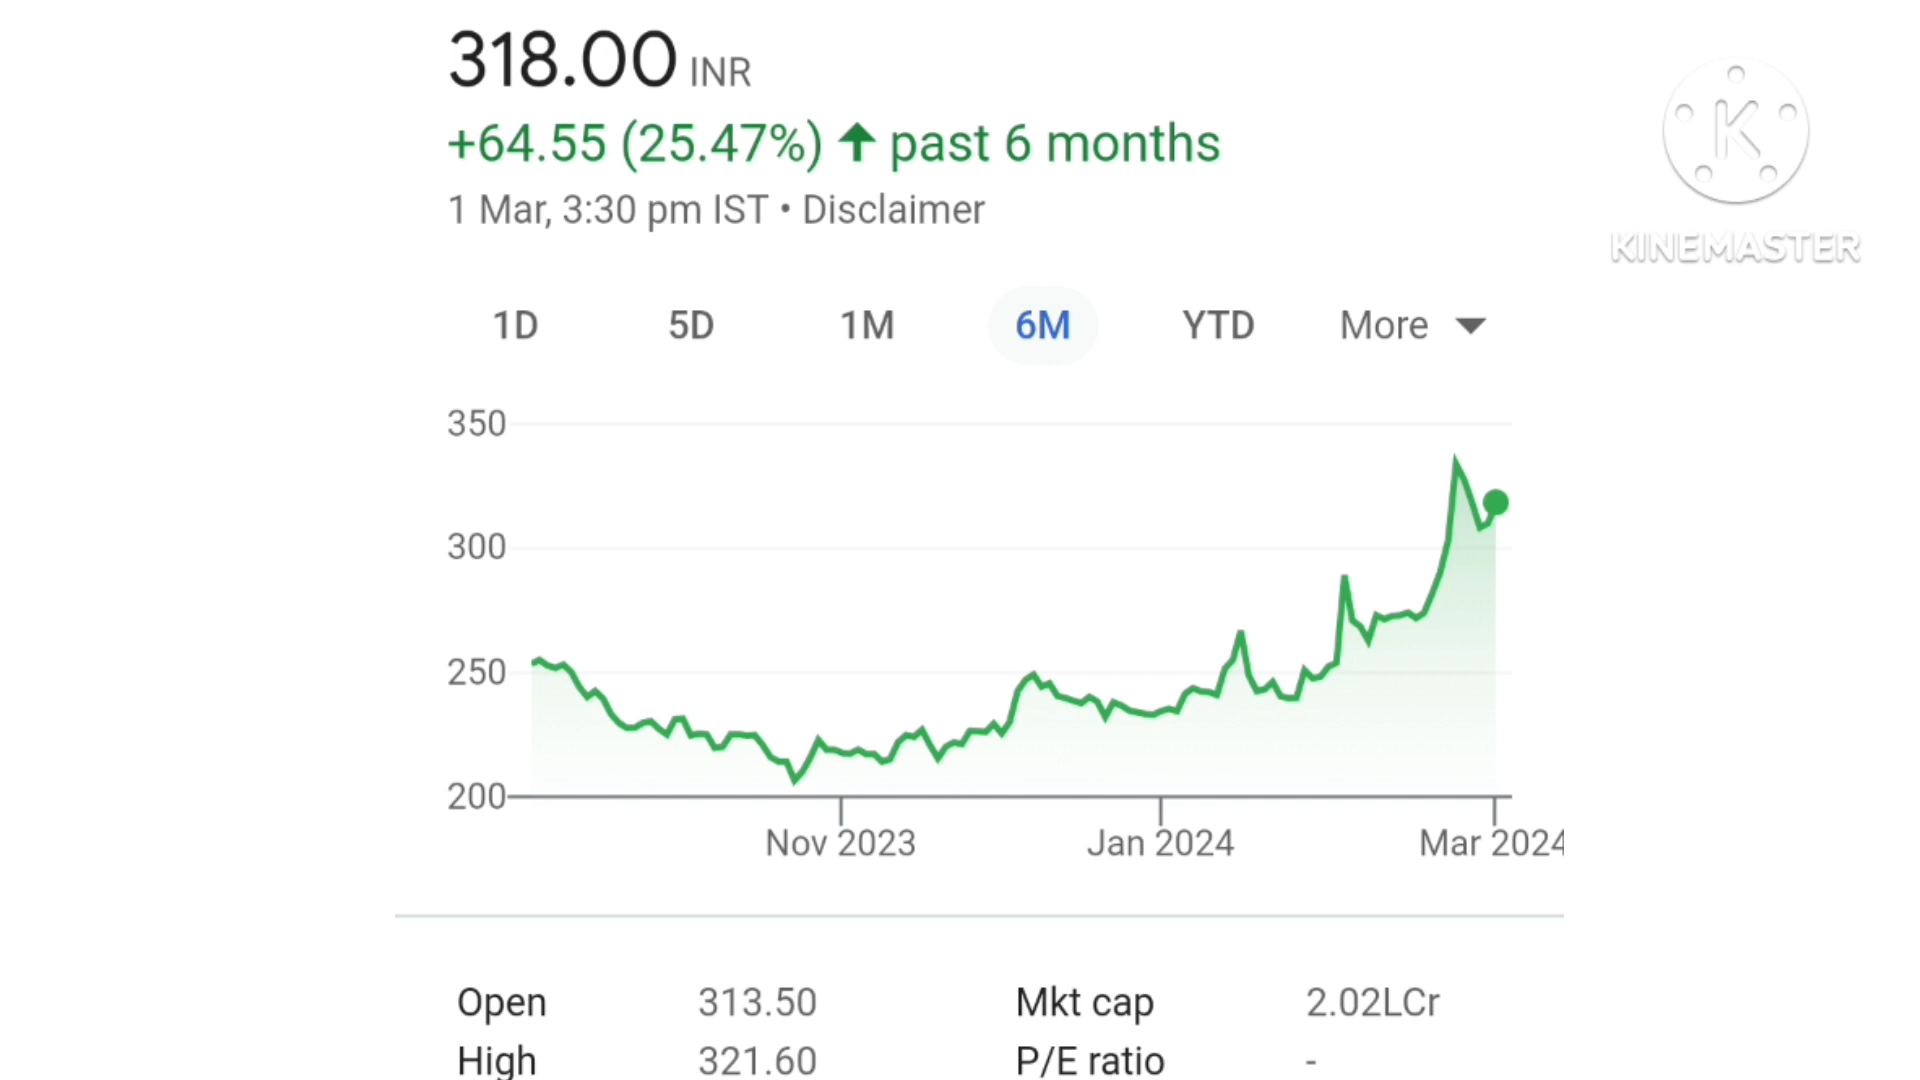 318.00 INR
+64.55 (25.47%) ↑ past 6 months
1 Mar, 3:30 pm IST • Disclaimer
K
KINEMASTER
1D 5D 1M 6M YTD More
350
300
250
200
Nov 2023 Jan 2024 Mar 2024
Open 313.50 Mkt cap 2.02LCr
High 321.60 P/E ratio -